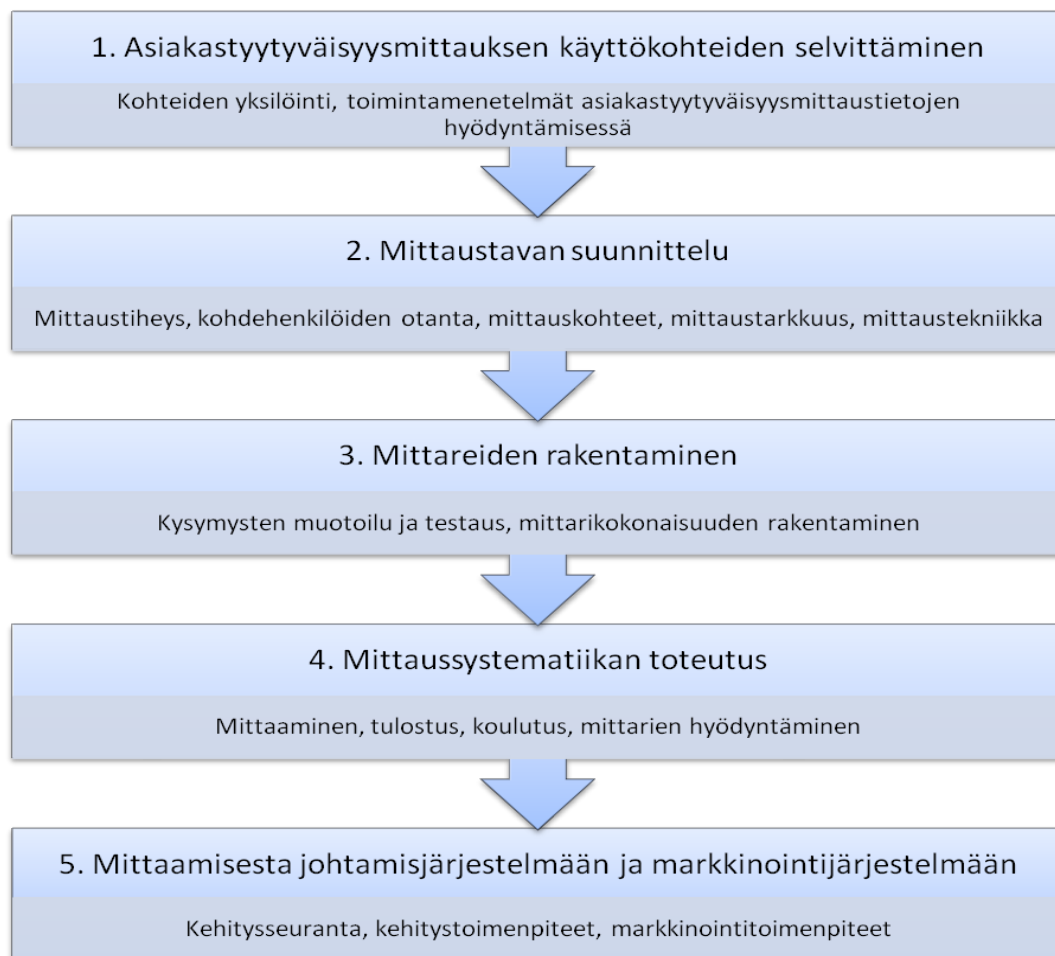 1. Asiakastyytyväisyysmittauksen käyttökohteiden selvittäminen
Kohteiden yksilöinti, toimintamenetelmät asiakastyytyväisyysmittaustietojen
hyödyntämisessä
2. Mittaustavan suunnittelu
Mittaustiheys, kohdehenkilöiden otanta, mittauskohteet, mittaustarkkuus, mittaustekniikka
3. Mittareiden rakentaminen
Kysymysten muotoilu ja testaus, mittarikokonaisuuden rakentaminen
4. Mittaussystematiikan toteutus
Mittaaminen, tulostus, koulutus, mittarien hyödyntäminen
5. Mittaamisesta johtamisjärjestelmään ja markkinointijärjestelmään
Kehitysseuranta, kehitystoimenpiteet, markkinointitoimenpiteet